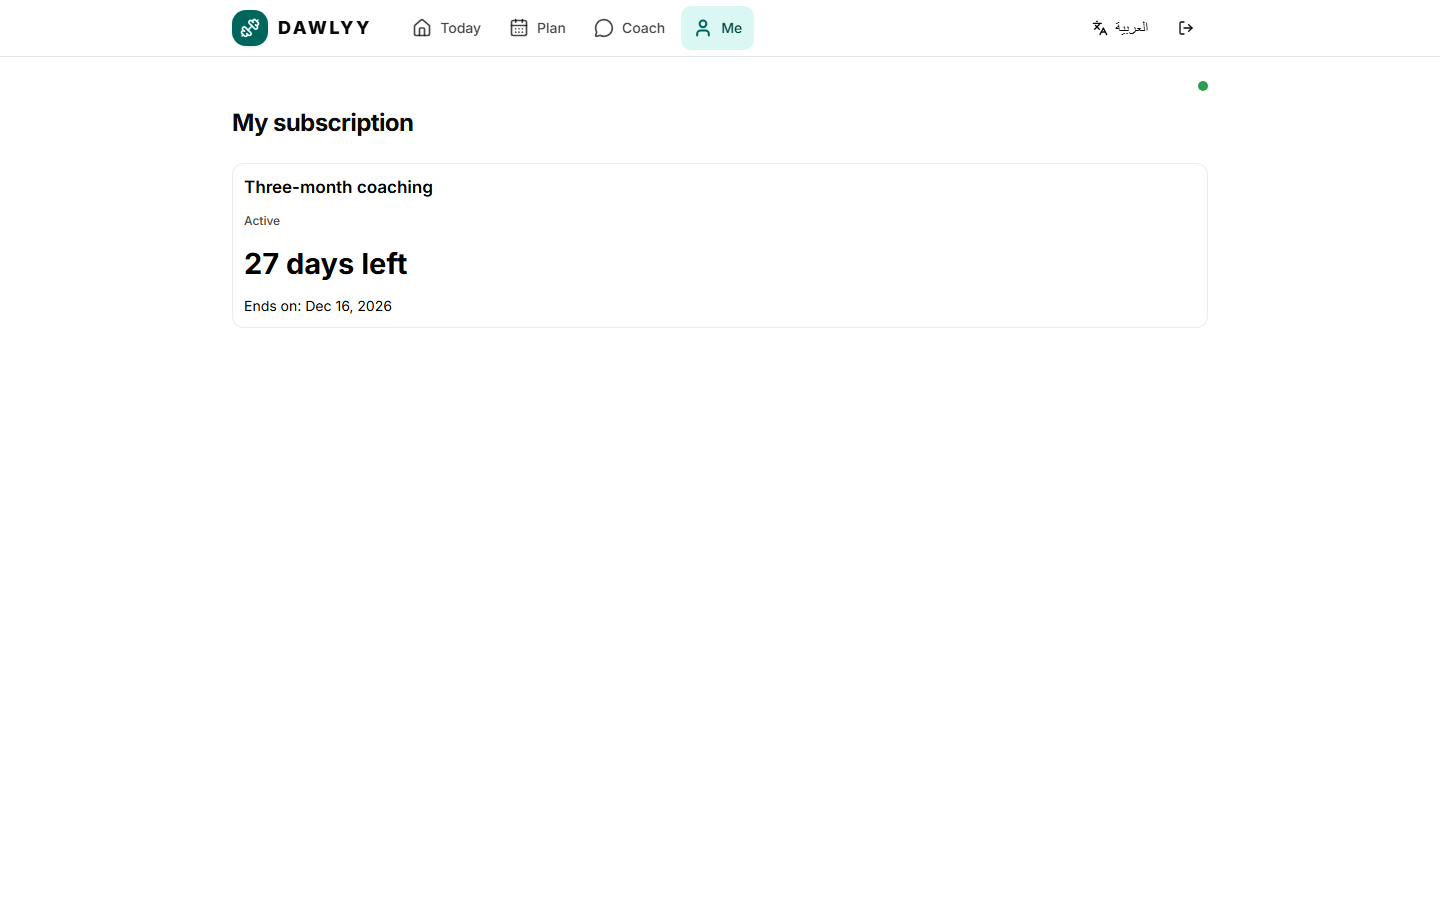 DAWLYY
Today
Plan
Coach
Me
العربية
My subscription
Three-month coaching
Active
27 days left
Ends on: Dec 16, 2026